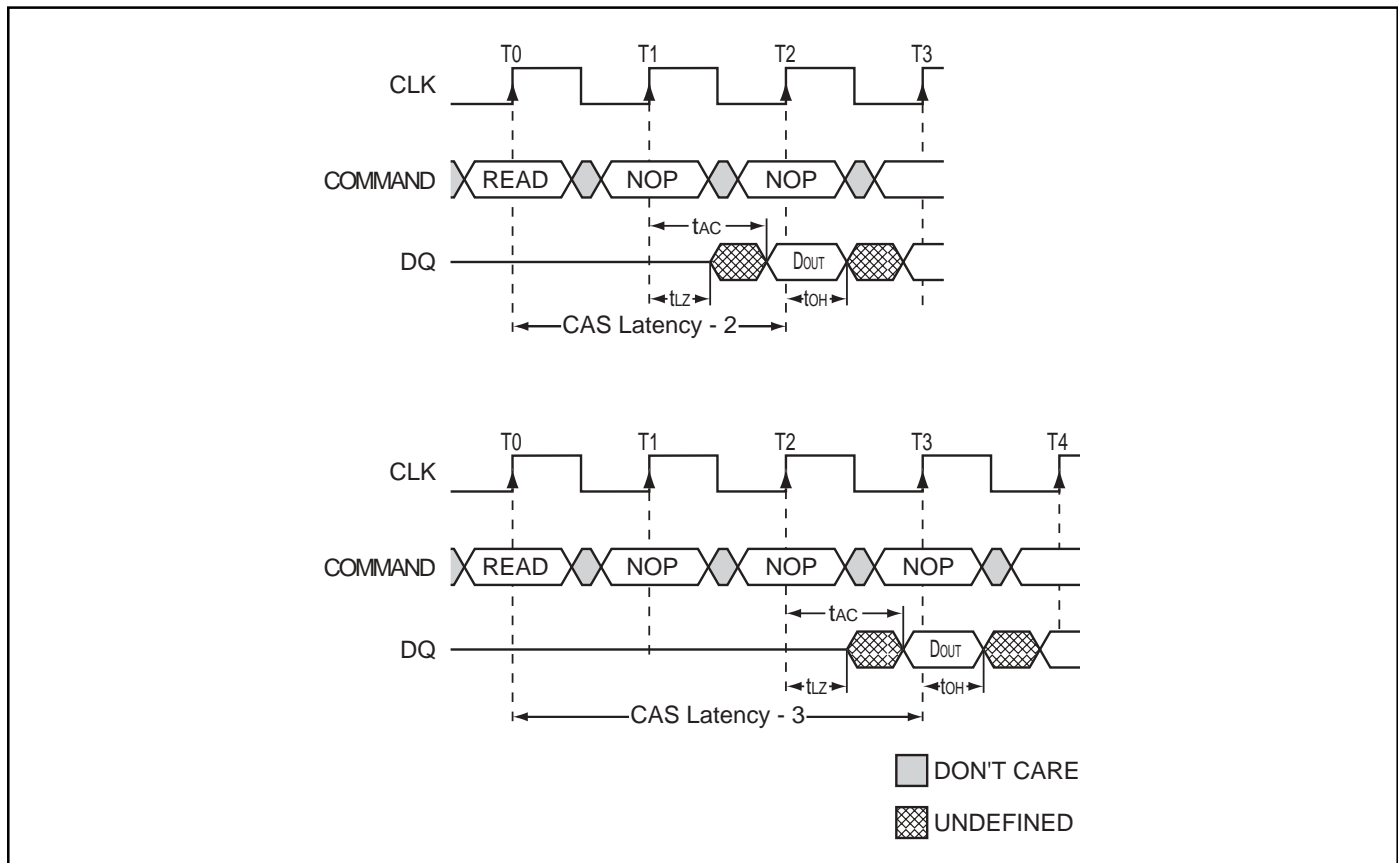 T0 T1 T2 T3
CLK
COMMAND READ NOP NOP
tAC
DQ DOUT
tLZ tOH
CAS Latency - 2
T0 T1 T2 T3 T4
CLK
COMMAND READ NOP NOP NOP
tAC
DQ DOUT
tLZ tOH
CAS Latency - 3
DON'T CARE
UNDEFINED